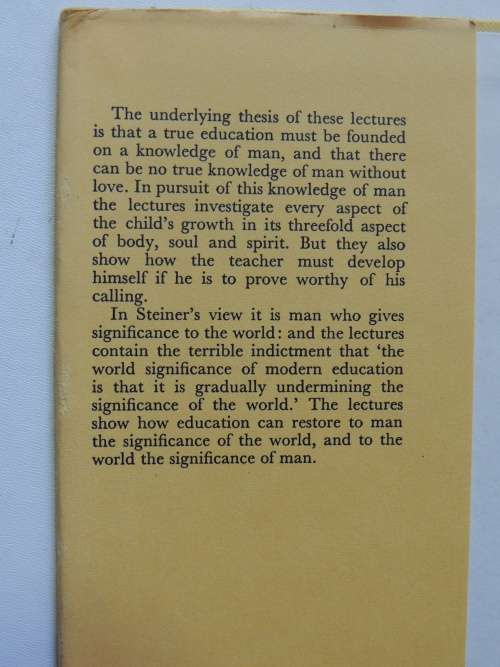 The underlying thesis of these lectures
is that a true education must be founded
on a knowledge of man, and that there
can be no true knowledge of man without
love. In pursuit of this knowledge of man
the lectures investigate every aspect of
the child's growth in its threefold aspect
of body, soul and spirit. But they also
show how the teacher must develop
himself if he is to prove worthy of his
calling.
In Steiner's view it is man who gives
significance to the world: and the lectures
contain the terrible indictment that ‘the
world significance of modern education
is that it is gradually undermining the
significance of the world.’ The lectures
show how education can restore to man
the significance of the world, and to the
world the significance of man.